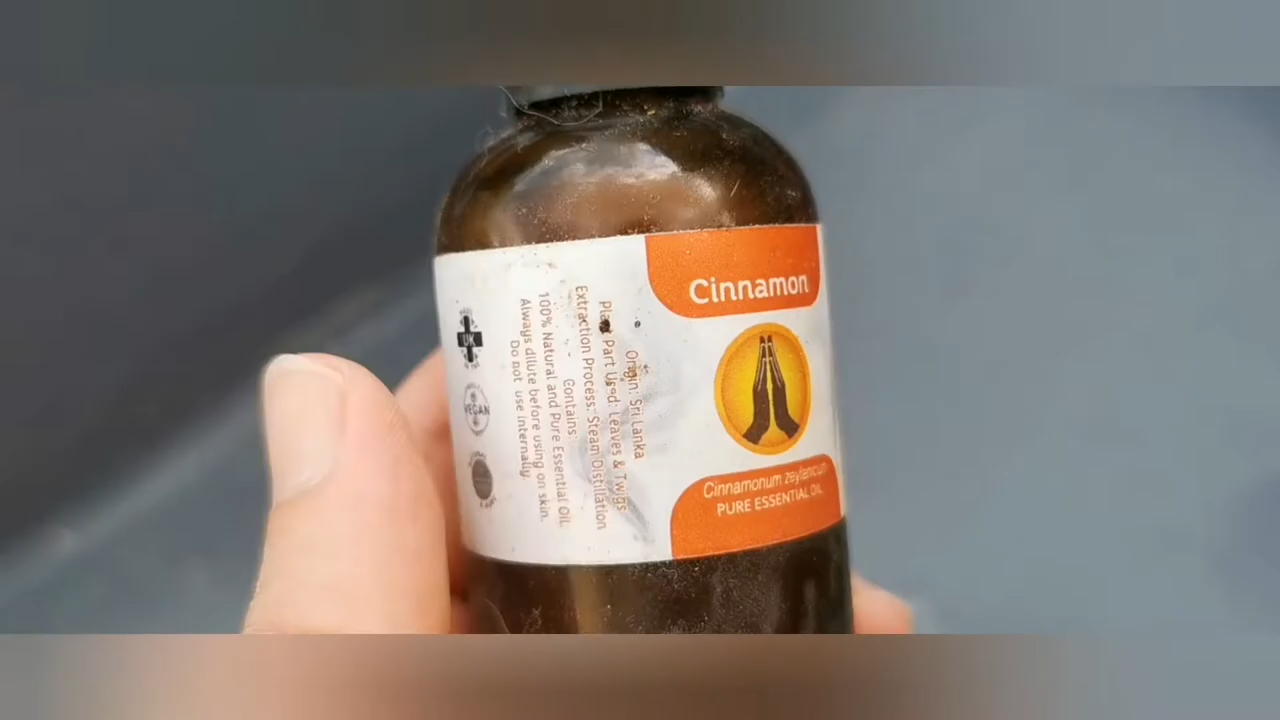 Cinnamon
Cinnamomum zeylanicum
PURE ESSENTIAL OIL
Origin: Sri Lanka
Plant Part Used: Leaves & Twigs
Extraction Process: Steam Distillation
Contains:
100% Natural and Pure Essential Oil.
Always dilute before using on skin.
Do not use internally.
UK
VEGAN